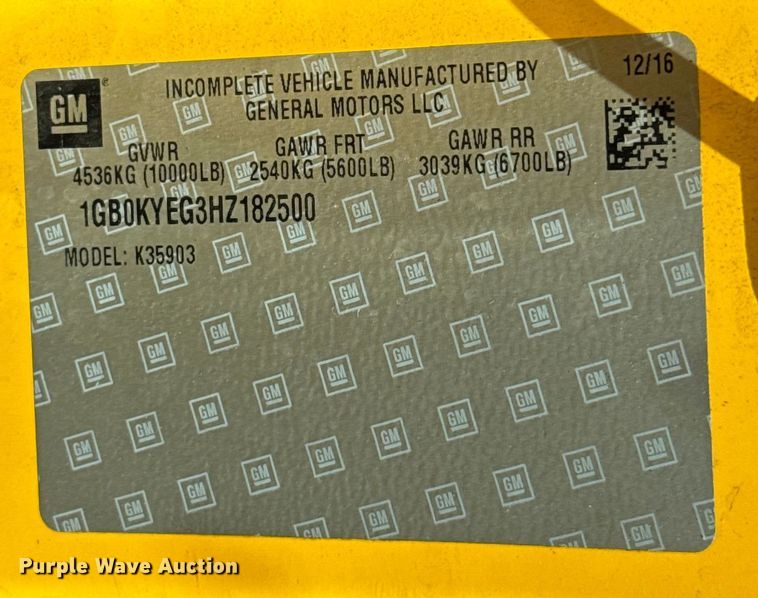 GM
INCOMPLETE VEHICLE MANUFACTURED BY
GENERAL MOTORS LLC
12/16
GVWR GAWR FRT GAWR RR
4536KG (10000LB) 2540KG (5600LB) 3039KG (6700LB)
1GB0KYEG3HZ182500
MODEL: K35903
Purple Wave Auction